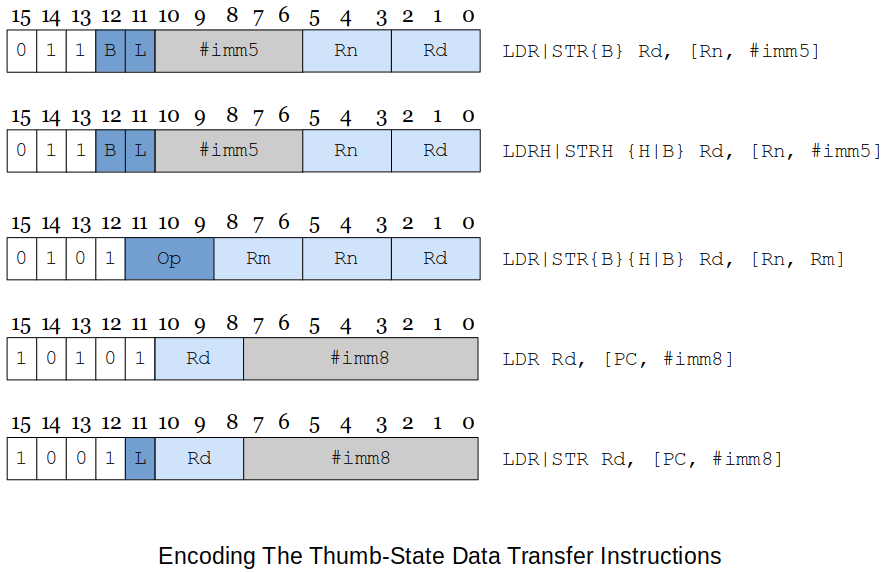 15 14 13 12 11 10 9 8 7 6 5 4 3 2 1 0
0 1 1 B L #imm5 Rn Rd LDR|STR{B} Rd, [Rn, #imm5]
15 14 13 12 11 10 9 8 7 6 5 4 3 2 1 0
0 1 1 B L #imm5 Rn Rd LDRH|STRH {H|B} Rd, [Rn, #imm5]
15 14 13 12 11 10 9 8 7 6 5 4 3 2 1 0
0 1 0 1 Op Rm Rn Rd LDR|STR{B}{H|B} Rd, [Rn, Rm]
15 14 13 12 11 10 9 8 7 6 5 4 3 2 1 0
1 0 1 0 1 Rd #imm8 LDR Rd, [PC, #imm8]
15 14 13 12 11 10 9 8 7 6 5 4 3 2 1 0
1 0 0 1 L Rd #imm8 LDR|STR Rd, [PC, #imm8]
Encoding The Thumb-State Data Transfer Instructions